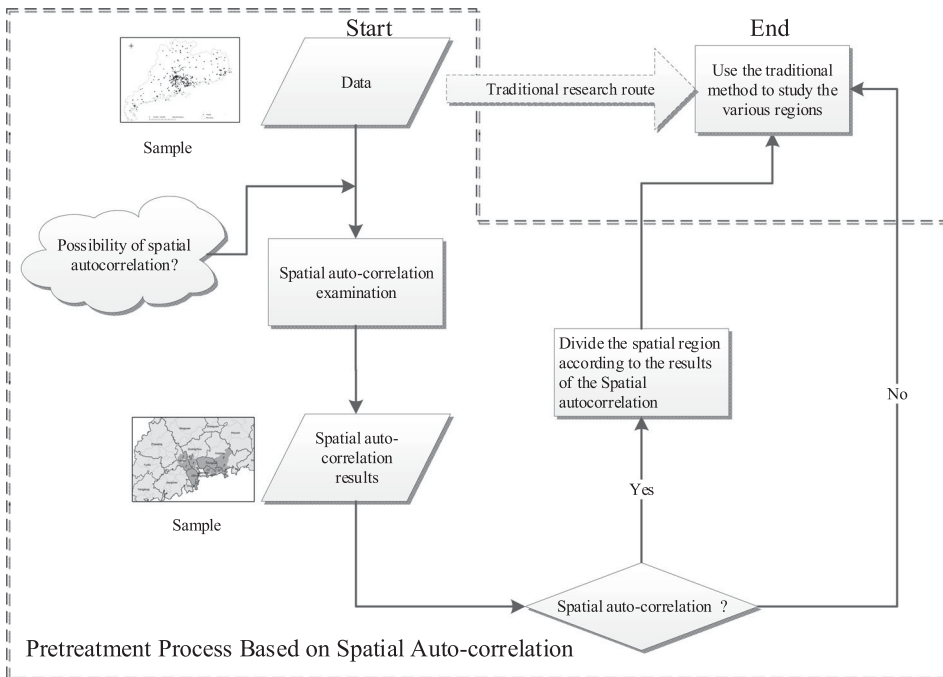 Start
End
Data
Traditional research route
Use the traditional
method to study the
various regions
Sample
Possibility of spatial
autocorrelation?
Spatial auto-correlation
examination
Divide the spatial region
according to the results
of the Spatial
autocorrelation
No
Spatial auto-
correlation
results
Sample
Yes
Spatial auto-correlation ?
Pretreatment Process Based on Spatial Auto-correlation